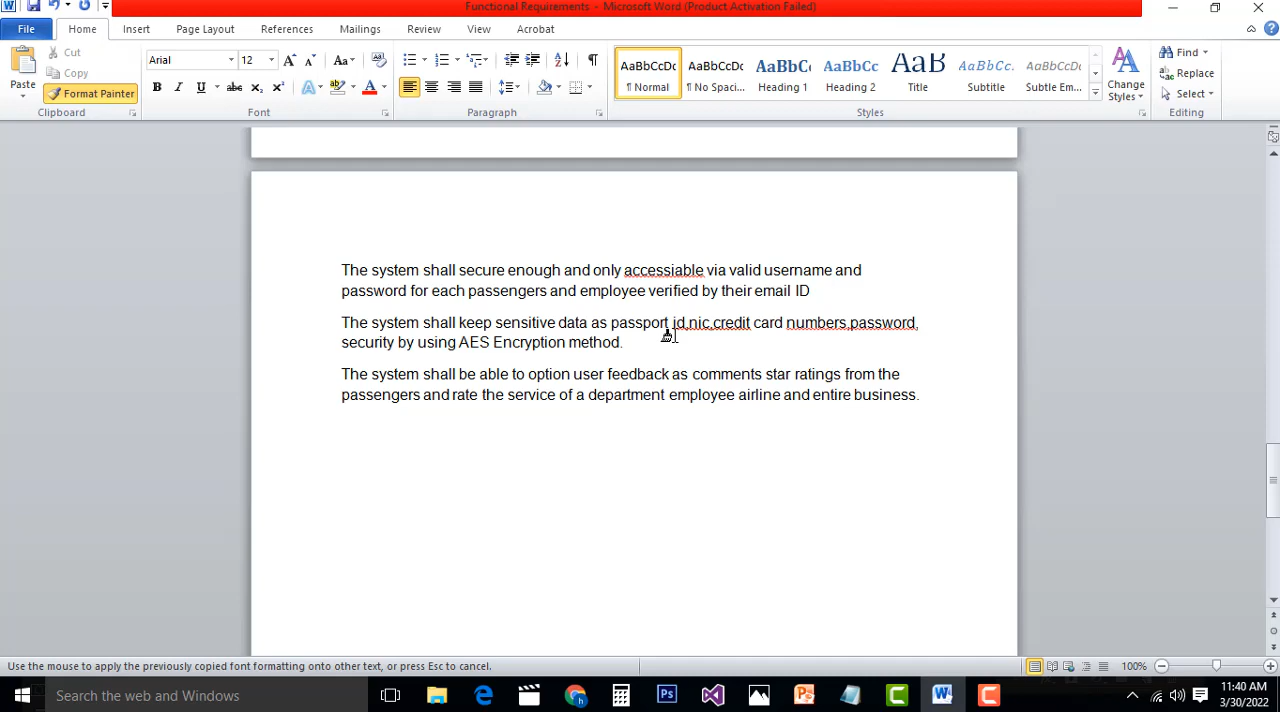 Functional Requirements - Microsoft Word (Product Activation Failed)
File Home Insert Page Layout References Mailings Review View Acrobat
Paste
Cut
Copy
Format Painter
Clipboard
Arial 12
Font
Paragraph
AaBbCcDc AaBbCcDc AaBbC AaBbCc AaB AaBbCc. AaBbCcDc
¶ Normal ¶ No Spaci... Heading 1 Heading 2 Title Subtitle Subtle Em...
Styles
Change
Styles
Find
Replace
Select
Editing
The system shall secure enough and only accessiable via valid username and
password for each passengers and employee verified by their email ID
The system shall keep sensitive data as passport id,nic,credit card numbers,password,
security by using AES Encryption method.
The system shall be able to option user feedback as comments star ratings from the
passengers and rate the service of a department employee airline and entire business.
Use the mouse to apply the previously copied font formatting onto other text, or press Esc to cancel.
100%
Search the web and Windows
11:40 AM
3/30/2022